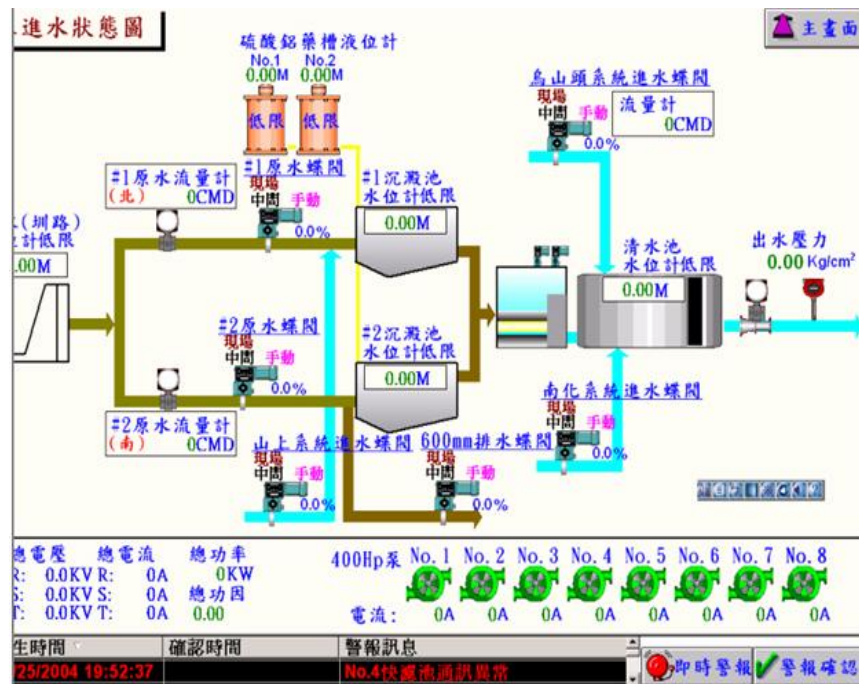 進水狀態圖
主畫面
硫酸鋁藥槽液位計
No.1 No.2
0.00M 0.00M
低限 低限
烏山頭系統進水蝶閥
現場
中間 手動
0.0%
流量計
0CMD
#1原水流量計
(北) 0CMD
#1原水蝶閥
現場
中間 手動
0.0%
#1沉澱池
水位計低限
0.00M
(圳路)
計低限
.00M
清水池
水位計低限
0.00M
出水壓力
0.00 Kg/cm²
#2原水蝶閥
現場
中間 手動
0.0%
#2沉澱池
水位計低限
0.00M
#2原水流量計
(南) 0CMD
南化系統進水蝶閥
現場
中間 手動
0.0%
山上系統進水蝶閥
現場
中間 手動
0.0%
600mm排水蝶閥
現場
中間 手動
0.0%
總電壓 總電流 總功率
R: 0.0KV R: 0A 0KW
S: 0.0KV S: 0A 總功因
T: 0.0KV T: 0A 0.00
400Hp泵 No.1 No.2 No.3 No.4 No.5 No.6 No.7 No.8
電流: 0A 0A 0A 0A 0A 0A 0A 0A
生時間 確認時間 警報訊息
/25/2004 19:52:37 No.4快濾池通訊異常
即時警報 警報確認